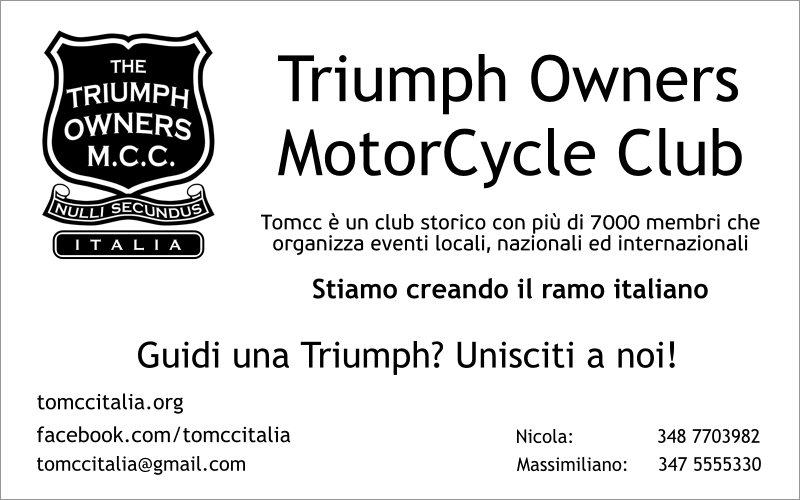 THE
TRIUMPH
OWNERS
M.C.C.
NULLI SECUNDUS
ITALIA
Triumph Owners
MotorCycle Club
Tomcc è un club storico con più di 7000 membri che
organizza eventi locali, nazionali ed internazionali
Stiamo creando il ramo italiano
Guidi una Triumph? Unisciti a noi!
tomccitalia.org
facebook.com/tomccitalia
tomccitalia@gmail.com
Nicola: 348 7703982
Massimiliano: 347 5555330